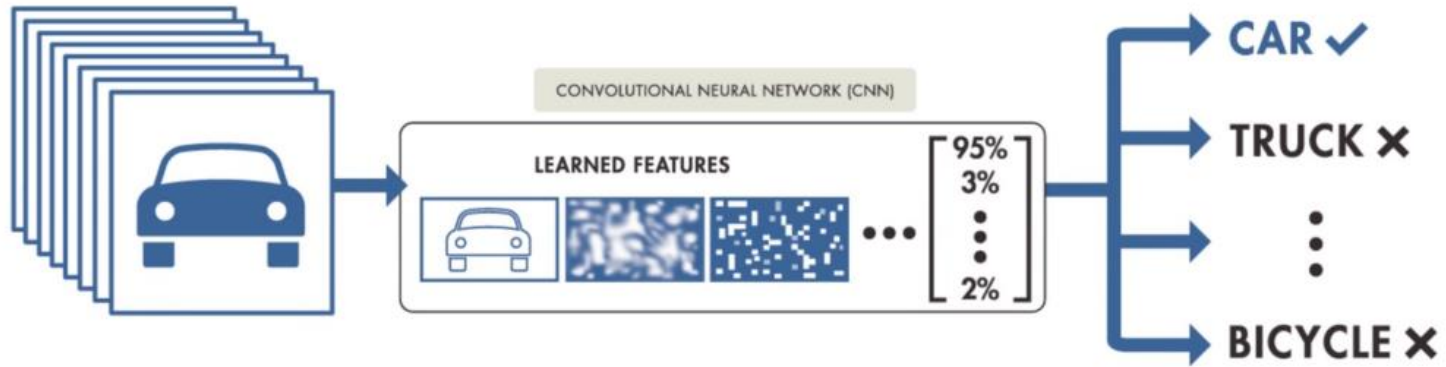 CONVOLUTIONAL NEURAL NETWORK (CNN)
LEARNED FEATURES
95%
3%
2%
CAR
TRUCK
BICYCLE